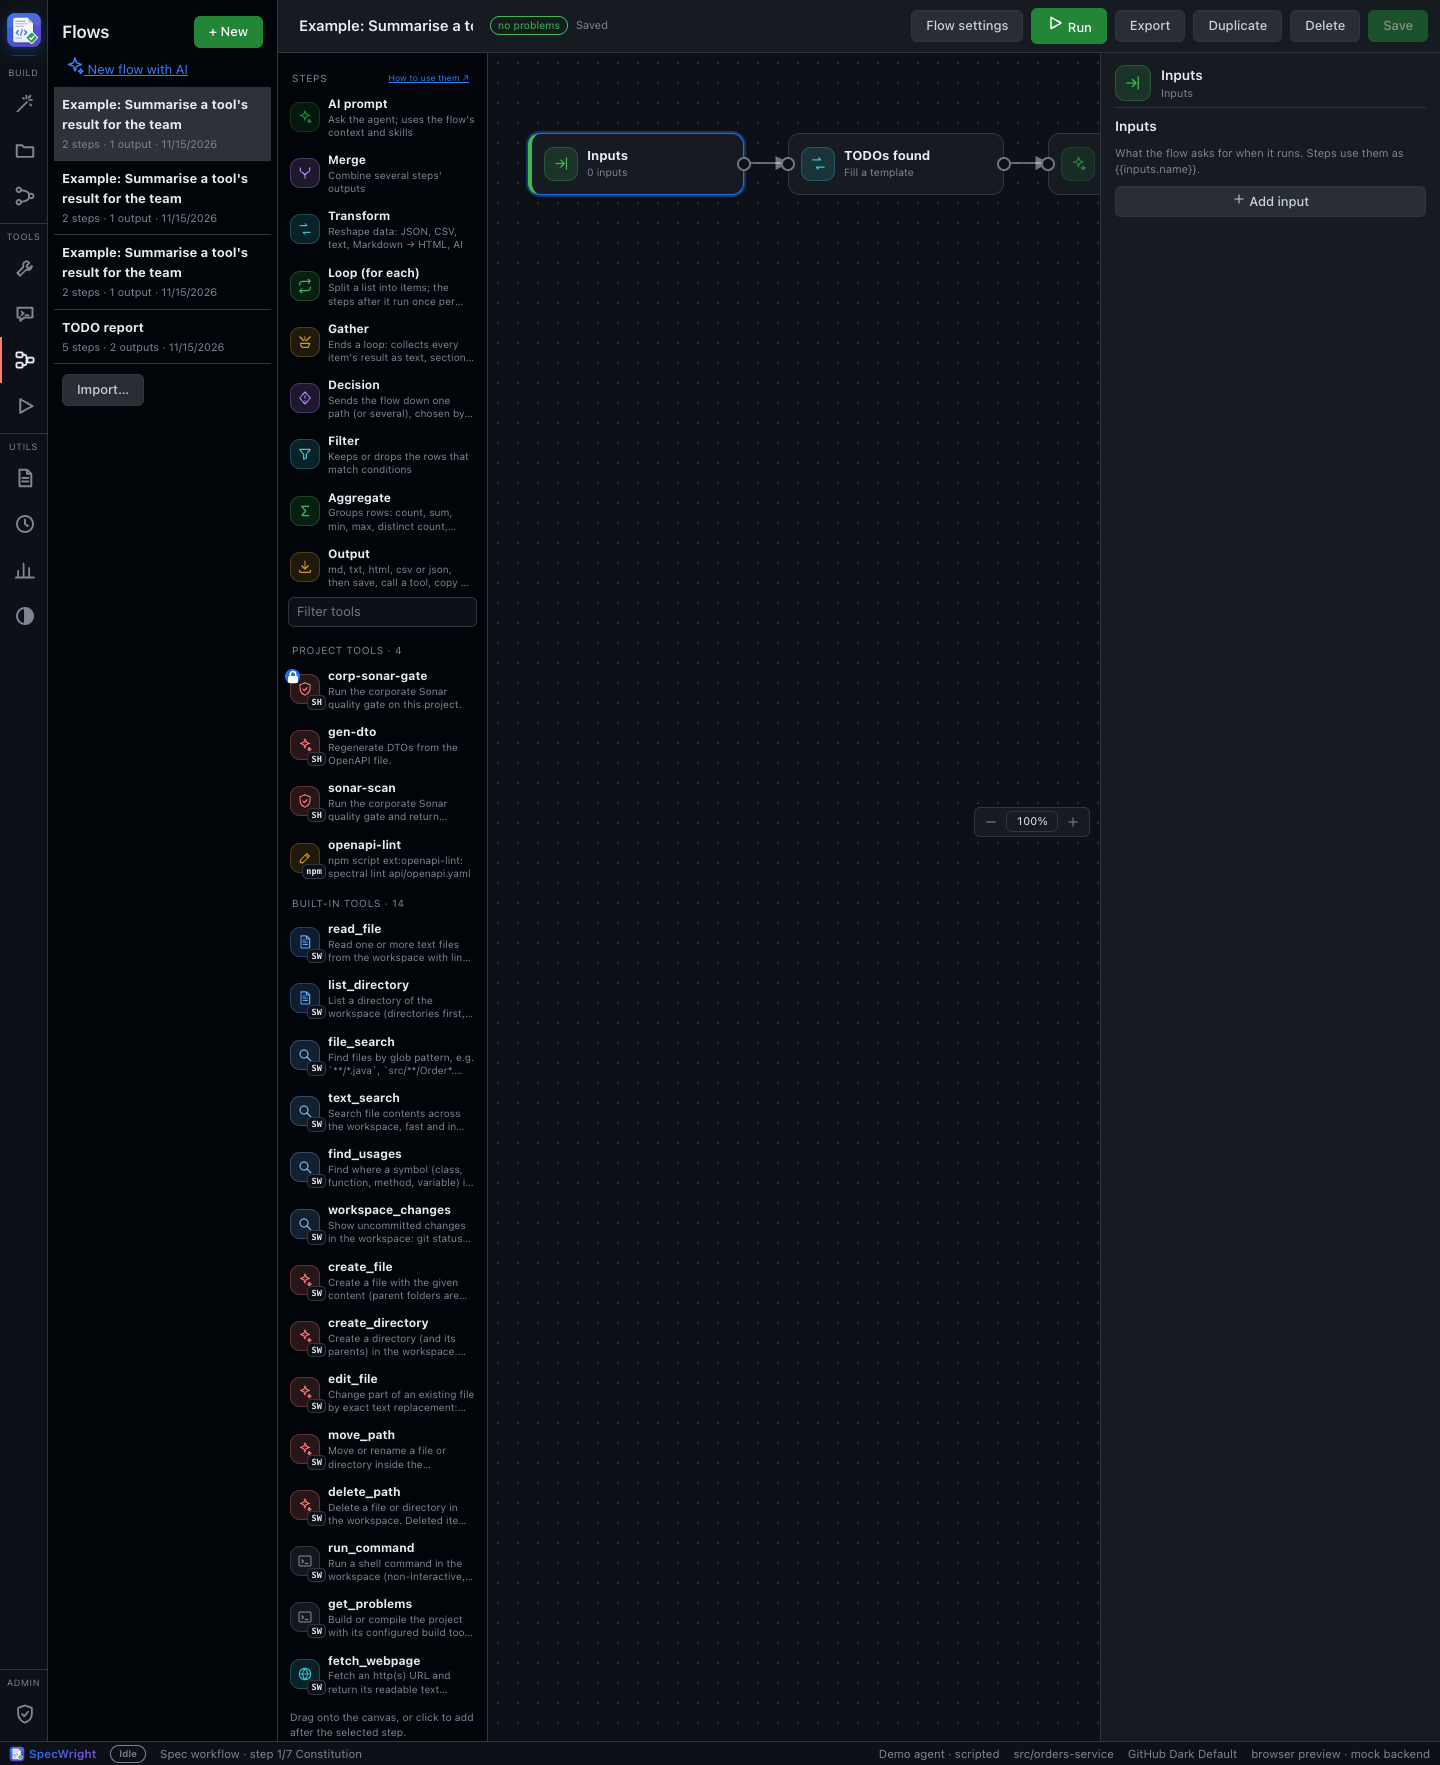 BUILD
TOOLS
UTILS
ADMIN
Flows
+ New
New flow with AI
Example: Summarise a tool's
result for the team
2 steps · 1 output · 11/15/2026
Example: Summarise a tool's
result for the team
2 steps · 1 output · 11/15/2026
Example: Summarise a tool's
result for the team
2 steps · 1 output · 11/15/2026
TODO report
5 steps · 2 outputs · 11/15/2026
Import...
Example: Summarise a to
no problems
Saved
Flow settings
Run
Export
Duplicate
Delete
Save
STEPS
How to use them ↗
AI prompt
Ask the agent; uses the flow's
context and skills
Merge
Combine several steps'
outputs
Transform
Reshape data: JSON, CSV,
text, Markdown → HTML, AI
Loop (for each)
Split a list into items; the
steps after it run once per...
Gather
Ends a loop: collects every
item's result as text, section...
Decision
Sends the flow down one
path (or several), chosen by...
Filter
Keeps or drops the rows that
match conditions
Aggregate
Groups rows: count, sum,
min, max, distinct count,...
Output
md, txt, html, csv or json,
then save, call a tool, copy ...
Filter tools
PROJECT TOOLS · 4
corp-sonar-gate
Run the corporate Sonar
quality gate on this project.
SH
gen-dto
Regenerate DTOs from the
OpenAPI file.
SH
sonar-scan
Run the corporate Sonar
quality gate and return...
SH
openapi-lint
npm script ext:openapi-lint:
spectral lint api/openapi.yaml
npm
BUILT-IN TOOLS · 14
read_file
Read one or more text files
from the workspace with lin...
SW
list_directory
List a directory of the
workspace (directories first,...
SW
file_search
Find files by glob pattern, e.g.
`**/*.java`, `src/**/Order*....
SW
text_search
Search file contents across
the workspace, fast and in...
SW
find_usages
Find where a symbol (class,
function, method, variable) i...
SW
workspace_changes
Show uncommitted changes
in the workspace: git status...
SW
create_file
Create a file with the given
content (parent folders are...
SW
create_directory
Create a directory (and its
parents) in the workspace....
SW
edit_file
Change part of an existing file
by exact text replacement:...
SW
move_path
Move or rename a file or
directory inside the...
SW
delete_path
Delete a file or directory in
the workspace. Deleted ite...
SW
run_command
Run a shell command in the
workspace (non-interactive,...
SW
get_problems
Build or compile the project
with its configured build too...
SW
fetch_webpage
Fetch an http(s) URL and
return its readable text...
SW
Drag onto the canvas, or click to add
after the selected step.
Inputs
0 inputs
TODOs found
Fill a template
100%
Inputs
Inputs
Inputs
What the flow asks for when it runs. Steps use them as
{{inputs.name}}.
+ Add input
SpecWright
Idle
Spec workflow · step 1/7 Constitution
Demo agent · scripted
src/orders-service
GitHub Dark Default
browser preview · mock backend